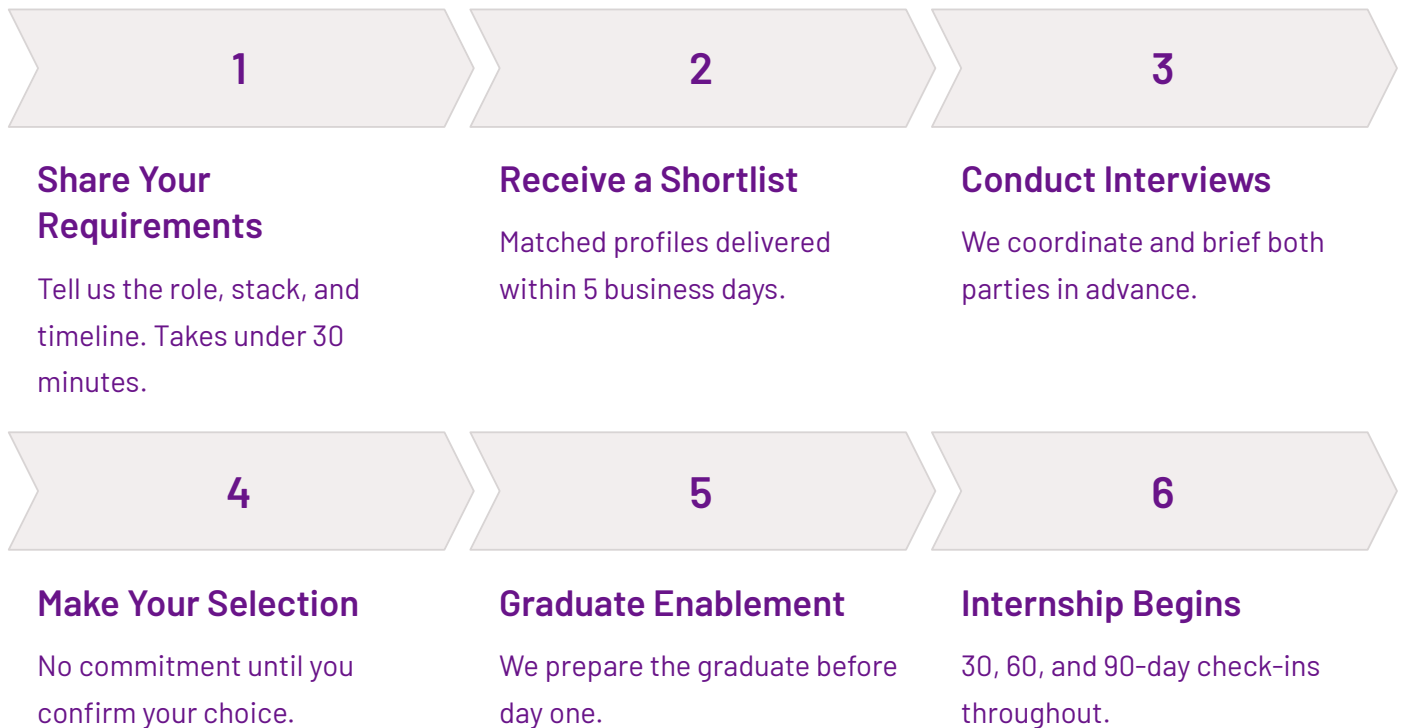 1
2
3
Share Your
Requirements
Tell us the role, stack, and
timeline. Takes under 30
minutes.
Receive a Shortlist
Matched profiles delivered
within 5 business days.
Conduct Interviews
We coordinate and brief both
parties in advance.
4
5
6
Make Your Selection
No commitment until you
confirm your choice.
Graduate Enablement
We prepare the graduate before
day one.
Internship Begins
30, 60, and 90-day check-ins
throughout.